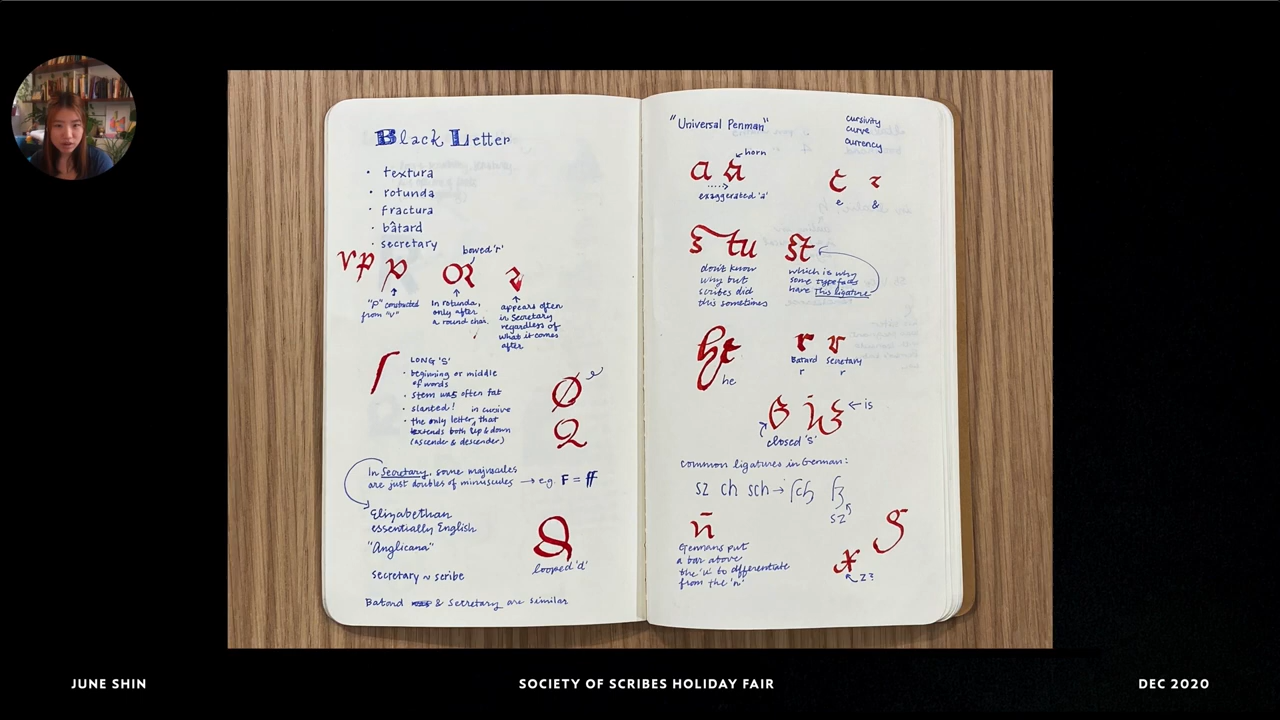 Black Letter
• textura
• rotunda
• fractura
• bâtard
• secretary
bowed 'r'
v p p
"P" constructed
from "v"
In rotunda,
only after
a round char.
appears often
in Secretary
regardless of
what it comes
after
LONG 'S'
• beginning or middle
of words
• stem was often fat
• slanted! in cursive
• the only letter that
extends both up & down
(ascender & descender)
In Secretary, some majuscules
are just doubles of minuscules → e.g. F = ff
Elizabethan
essentially English
"Anglicana"
secretary ~ scribe
looped 'd'
Batard & Secretary are similar
"Universal Penman"
cursivity
curve
currency
horn
a a
exaggerated 'a'
e &
don't know
why but
scribes did
this sometimes
which is why
some typefaces
have this ligature
he
Batard
r
Secretary
r
← is
closed 's'
common ligatures in German:
sz ch sch → ſch ſz
sz
Germans put
a bar above
the 'u' to differentiate
from the 'n'
z?
JUNE SHIN
SOCIETY OF SCRIBES HOLIDAY FAIR
DEC 2020